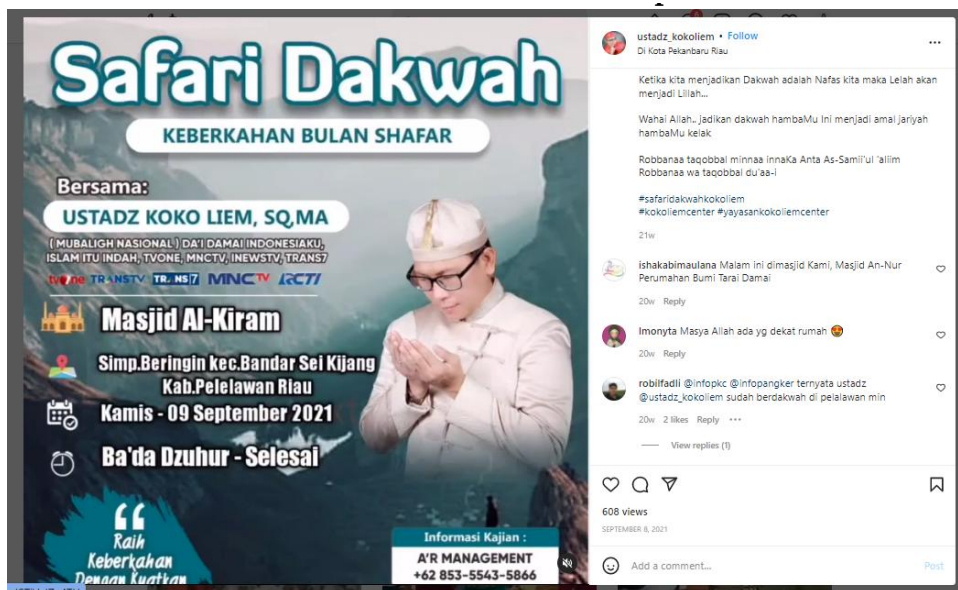 Safari Dakwah
KEBERKAHAN BULAN SHAFAR
Bersama:
USTADZ KOKO LIEM, SQ,MA
( MUBALIGH NASIONAL ) DA'I DAMAI INDONESIAKU,
ISLAM ITU INDAH, TVONE, MNCTV, INEWSTV, TRANS7
tvOne TRANSTV TRANS7 MNCTV RCTI
Masjid Al-Kiram
Simp.Beringin kec.Bandar Sei Kijang
Kab.Pelelawan Riau
Kamis - 09 September 2021
Ba'da Dzuhur - Selesai
Raih
Keberkahan
Dengan Kuatkan
Informasi Kajian :
A'R MANAGEMENT
+62 853-5543-5866
ustadz_kokoliem • Follow
Di Kota Pekanbaru Riau
Ketika kita menjadikan Dakwah adalah Nafas kita maka Lelah akan
menjadi Lillah...
Wahai Allah.. Jadikan dakwah hambaMu Ini menjadi amal jariyah
hambaMu kelak
Robbanaa taqobbal minnaa innaKa Anta As-Samii'ul 'aliim
Robbanaa wa taqobbal du'aa-i
#safaridakwahkokoliem
#kokoliemcenter #yayasankokoliemcenter
21w
ishakabimaulana Malam ini dimasjid Kami, Masjid An-Nur
Perumahan Bumi Tarai Damai
20w Reply
lmonyta Masya Allah ada yg dekat rumah 🤩
20w Reply
robilfadli @infopkc @infopangker ternyata ustadz
@ustadz_kokoliem sudah berdakwah di pelalawan min
20w 2 likes Reply
View replies (1)
608 views
SEPTEMBER 8, 2021
Add a comment...
Post